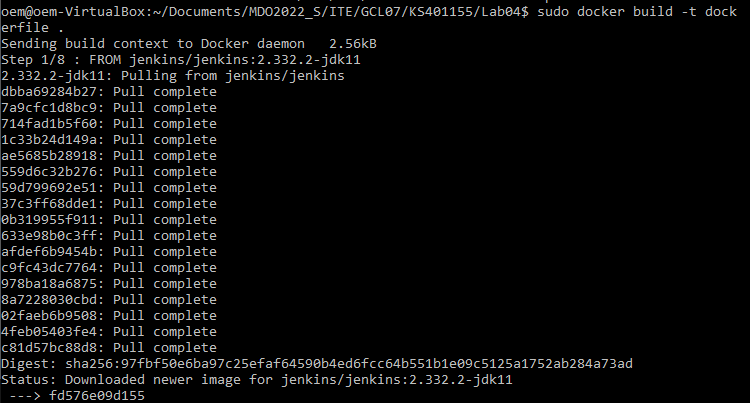 oem@oem-VirtualBox:~/Documents/MDO2022_S/ITE/GCL07/KS401155/Lab04$ sudo docker build -t dock
erfile .
Sending build context to Docker daemon   2.56kB
Step 1/8 : FROM jenkins/jenkins:2.332.2-jdk11
2.332.2-jdk11: Pulling from jenkins/jenkins
dbba69284b27: Pull complete
7a9cfc1d8bc9: Pull complete
714fad1b5f60: Pull complete
1c33b24d149a: Pull complete
ae5685b28918: Pull complete
559d6c32b276: Pull complete
59d799692e51: Pull complete
37c3ff68dde1: Pull complete
0b319955f911: Pull complete
633e98b0c3ff: Pull complete
afdef6b9454b: Pull complete
c9fc43dc7764: Pull complete
978ba18a6875: Pull complete
8a7228030cbd: Pull complete
02faeb6b9508: Pull complete
4feb05403fe4: Pull complete
c81d57bc88d8: Pull complete
Digest: sha256:97fbf50e6ba97c25efaf64590b4ed6fcc64b551b1e09c5125a1752ab284a73ad
Status: Downloaded newer image for jenkins/jenkins:2.332.2-jdk11
 ---> fd576e09d155